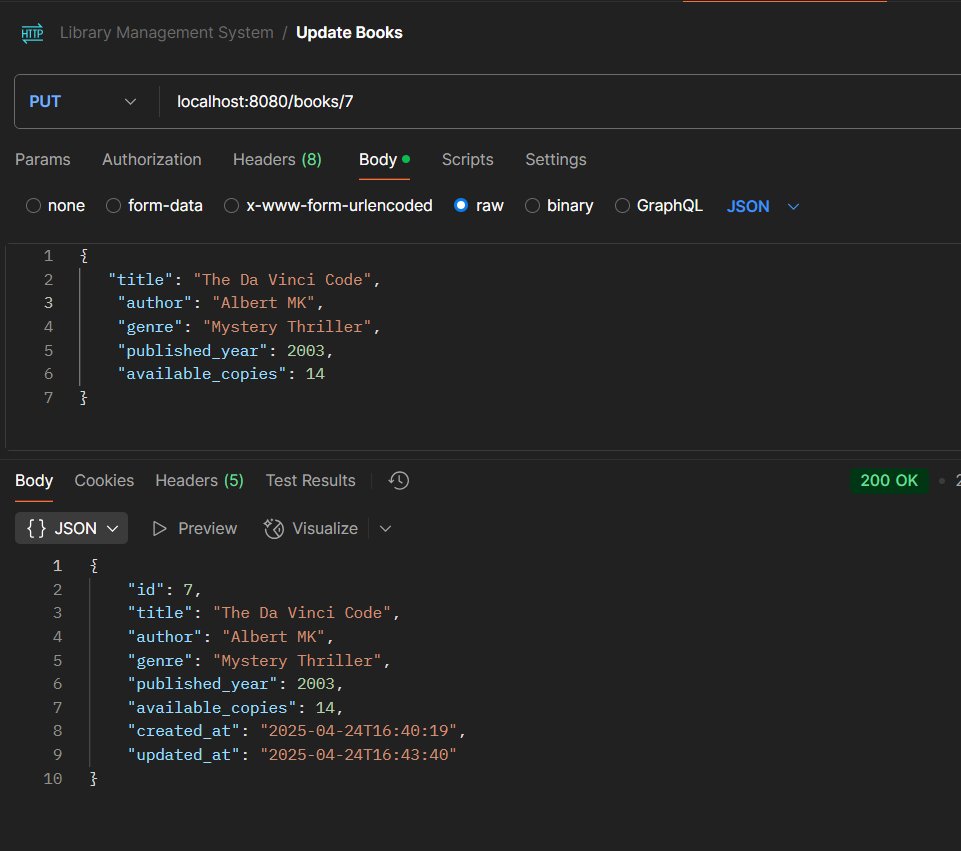 HTTP Library Management System / Update Books
PUT localhost:8080/books/7
Params Authorization Headers (8) Body Scripts Settings
none form-data x-www-form-urlencoded raw binary GraphQL JSON
1 {
2 "title": "The Da Vinci Code",
3 "author": "Albert MK",
4 "genre": "Mystery Thriller",
5 "published_year": 2003,
6 "available_copies": 14
7 }
Body Cookies Headers (5) Test Results 200 OK
{ } JSON Preview Visualize
1 {
2 "id": 7,
3 "title": "The Da Vinci Code",
4 "author": "Albert MK",
5 "genre": "Mystery Thriller",
6 "published_year": 2003,
7 "available_copies": 14,
8 "created_at": "2025-04-24T16:40:19",
9 "updated_at": "2025-04-24T16:43:40"
10 }